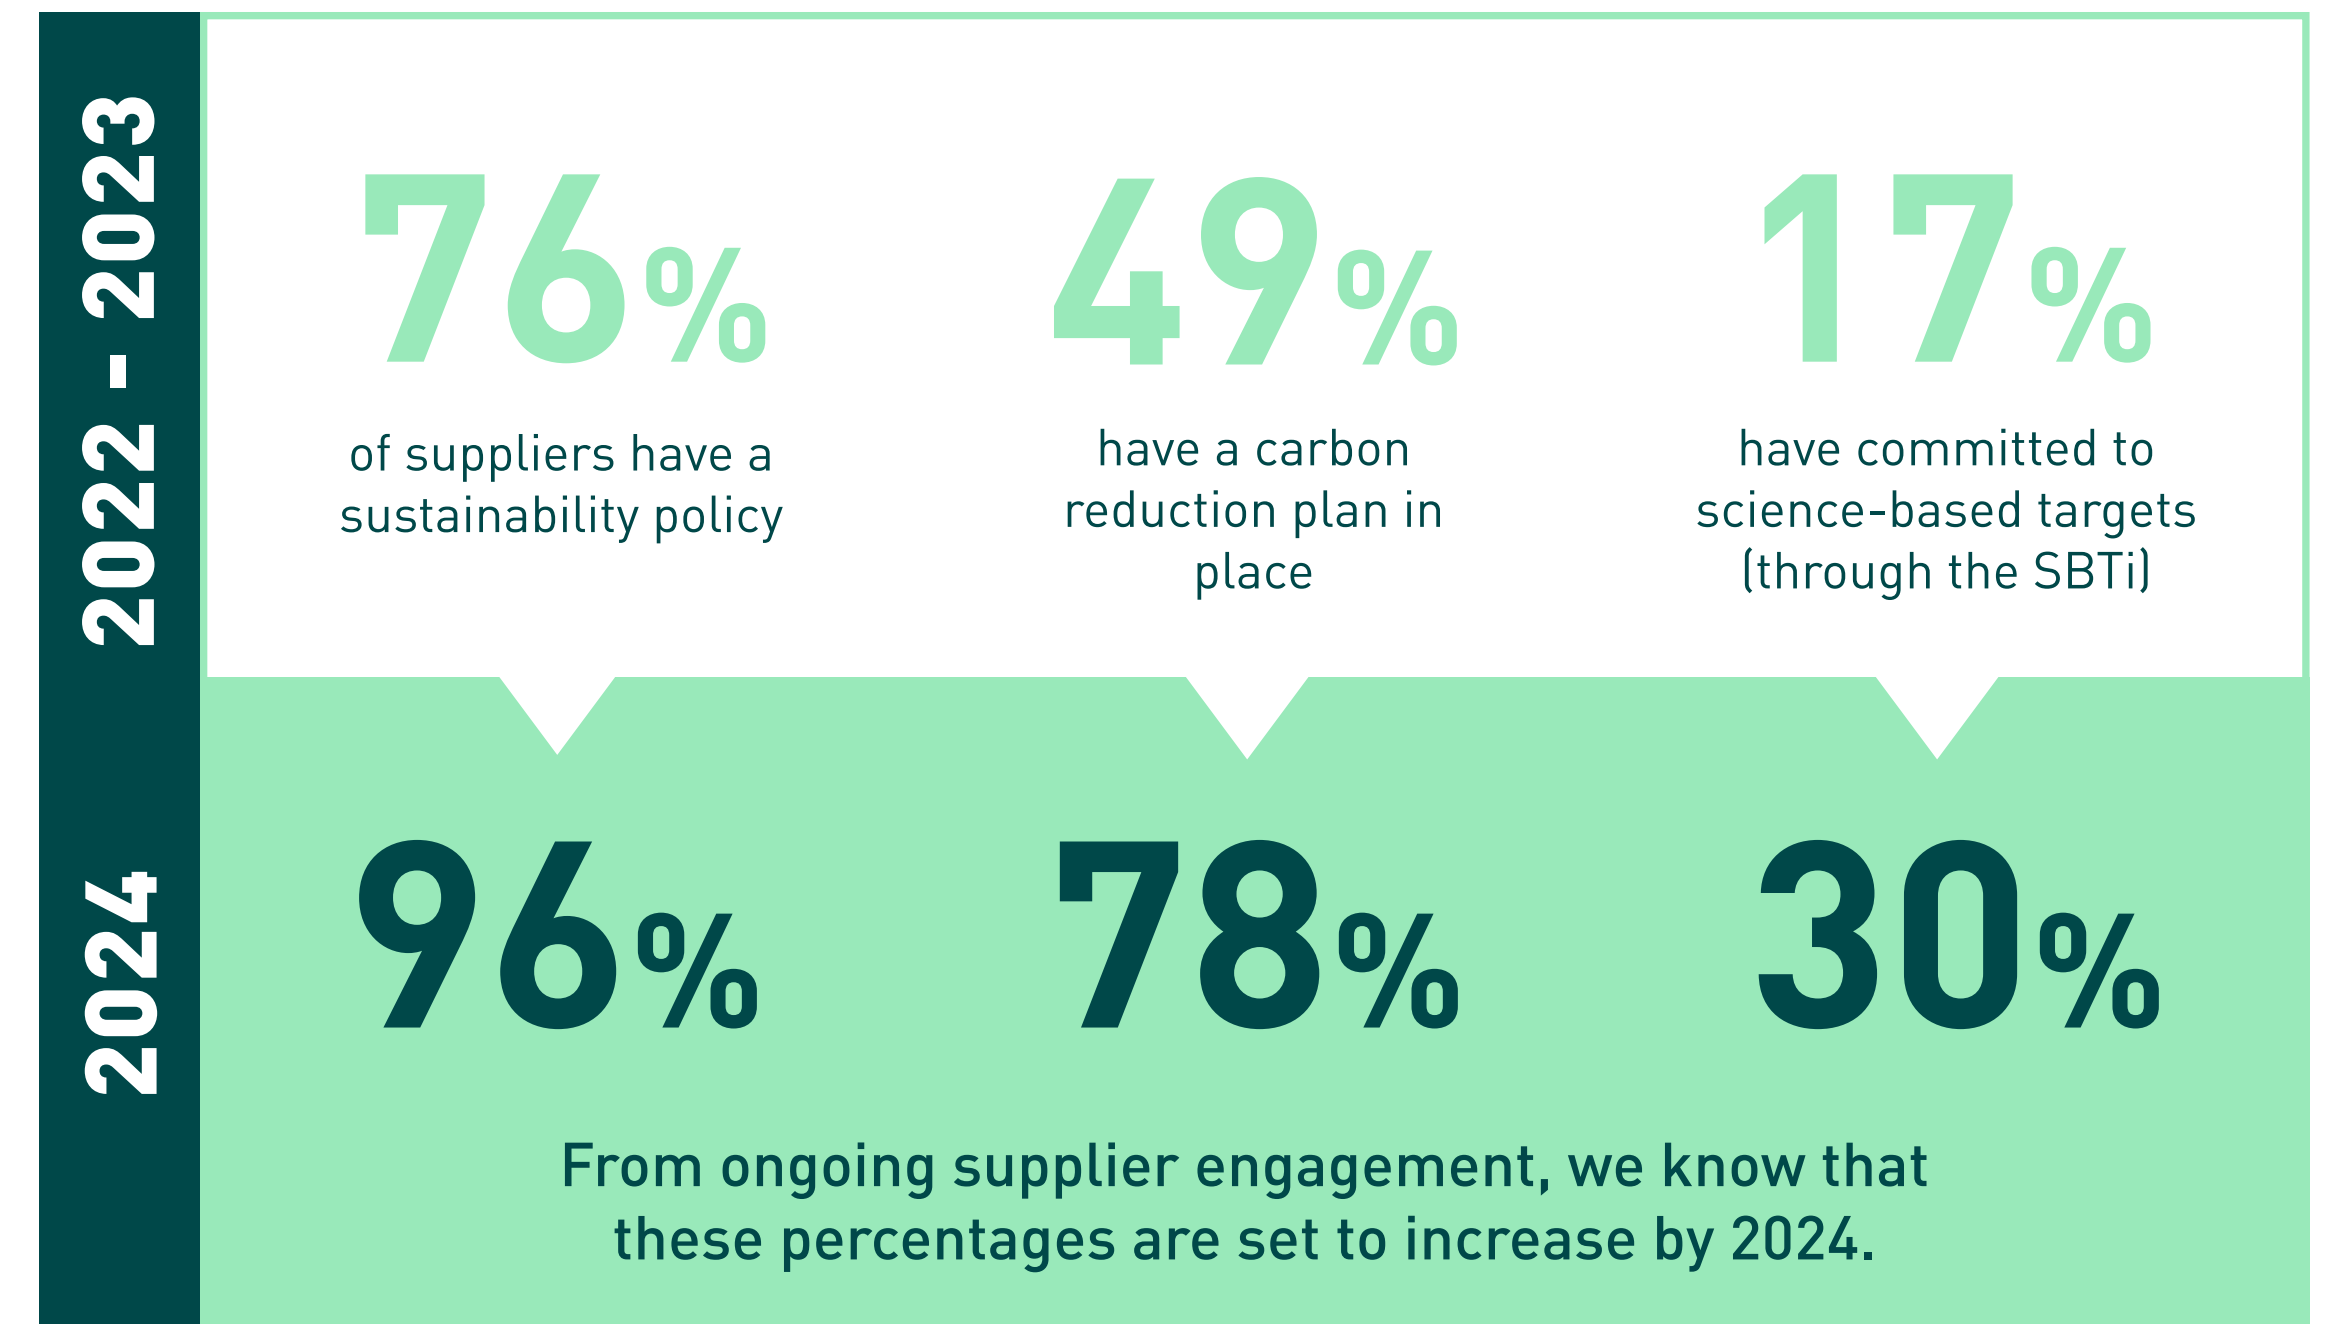 2022 - 2023
76%
of suppliers have a
sustainability policy
49%
have a carbon
reduction plan in
place
17%
have committed to
science-based targets
(through the SBTi)
2024
96%
78%
30%
From ongoing supplier engagement, we know that
these percentages are set to increase by 2024.